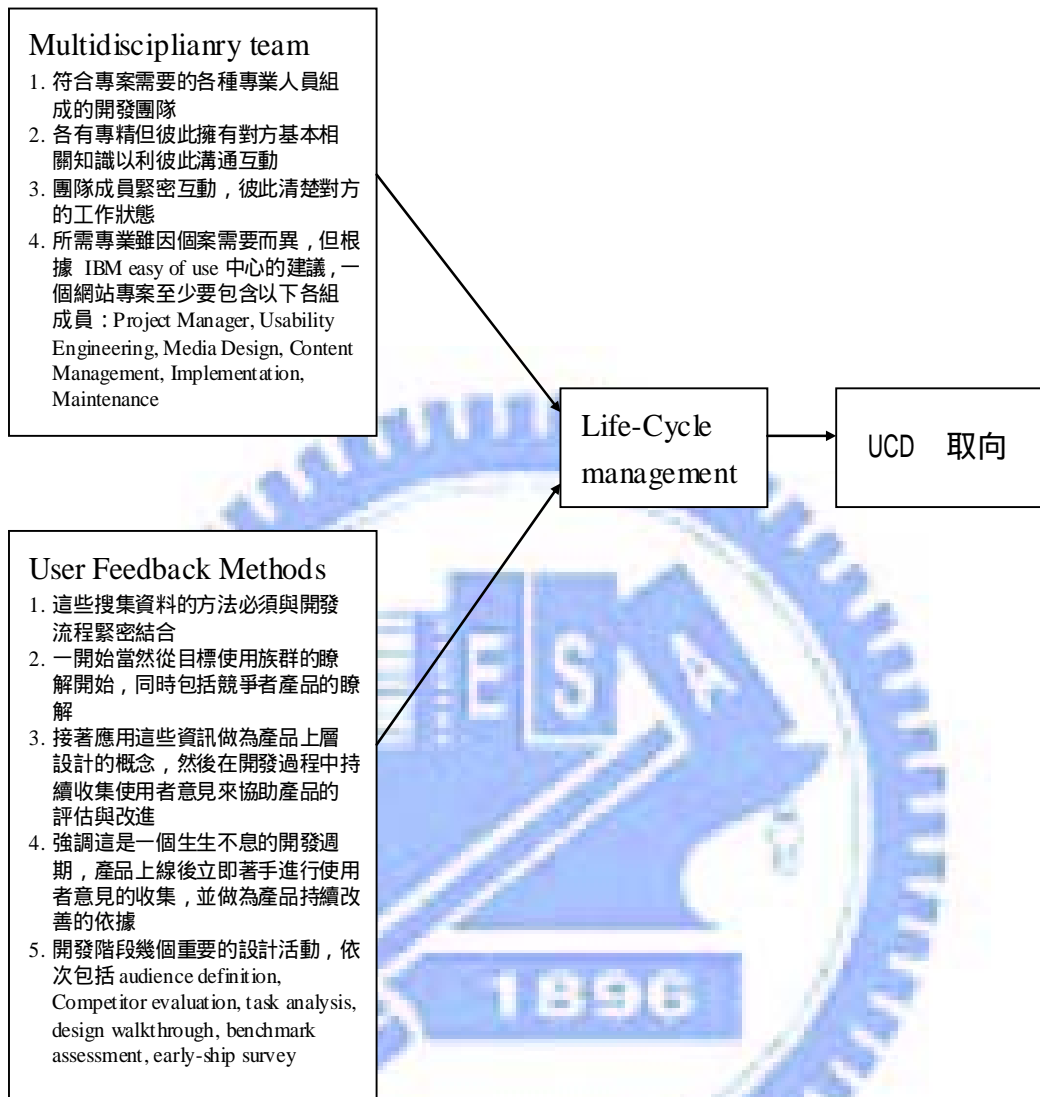 Multidisciplianry team
1. 符合專案需要的各種專業人員組
成的開發團隊
2. 各有專精但彼此擁有對方基本相
關知識以利彼此溝通互動
3. 團隊成員緊密互動，彼此清楚對方
的工作狀態
4. 所需專業雖因個案需要而異，但根
據 IBM easy of use 中心的建議，一
個網站專案至少要包含以下各組
成員：Project Manager, Usability
Engineering, Media Design, Content
Management, Implementation,
Maintenance
Life-Cycle
management
UCD 取向
User Feedback Methods
1. 這些搜集資料的方法必須與開發
流程緊密結合
2. 一開始當然從目標使用族群的瞭
解開始，同時包括競爭者產品的瞭
解
3. 接著應用這些資訊做為產品上層
設計的概念，然後在開發過程中持
續收集使用者意見來協助產品的
評估與改進
4. 強調這是一個生生不息的開發週
期，產品上線後立即著手進行使用
者意見的收集，並做為產品持續改
善的依據
5. 開發階段幾個重要的設計活動，依
次包括 audience definition,
Competitor evaluation, task analysis,
design walkthrough, benchmark
assessment, early-ship survey
E S A
1896